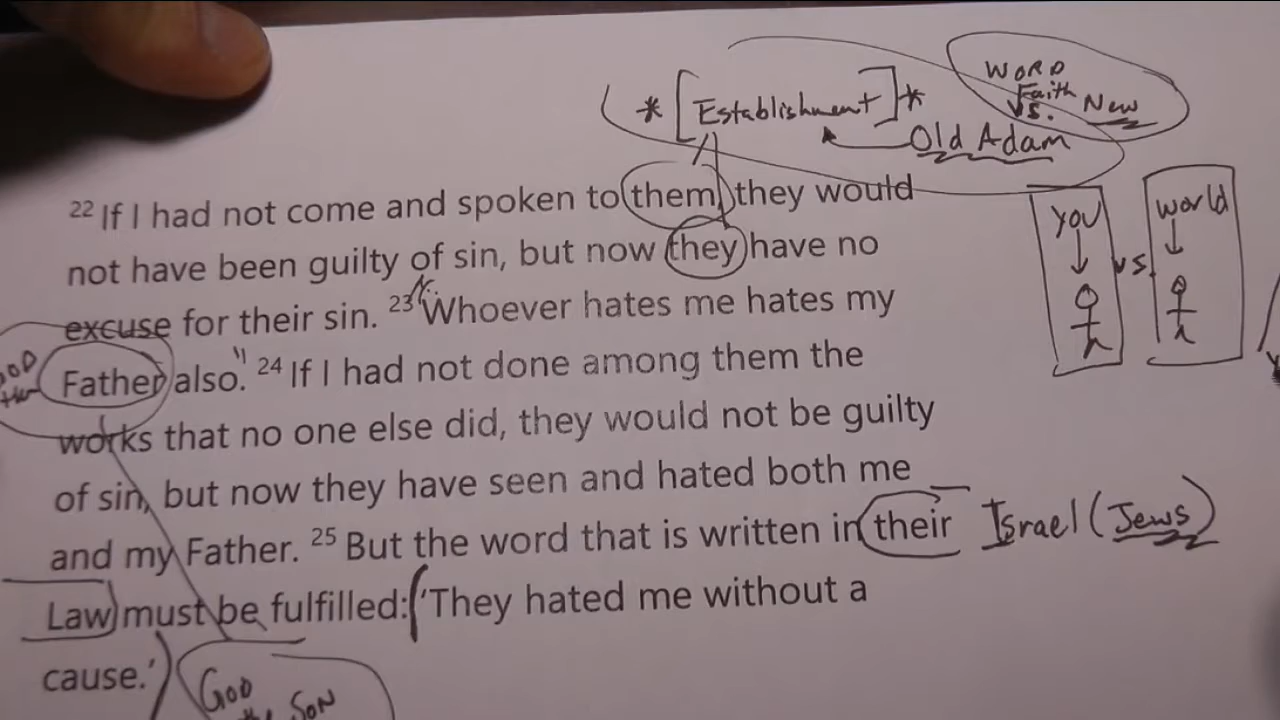 WORD
Faith
vs. New
* [Establishment] *
Old Adam
22 If I had not come and spoken to them, they would
not have been guilty of sin, but now they have no
excuse for their sin. 23 Whoever hates me hates my
Father also. 24 If I had not done among them the
works that no one else did, they would not be guilty
of sin, but now they have seen and hated both me
and my Father. 25 But the word that is written in their
Law must be fulfilled: 'They hated me without a
cause.'
you
vs.
world
Israel (Jews)
GOD
the SON